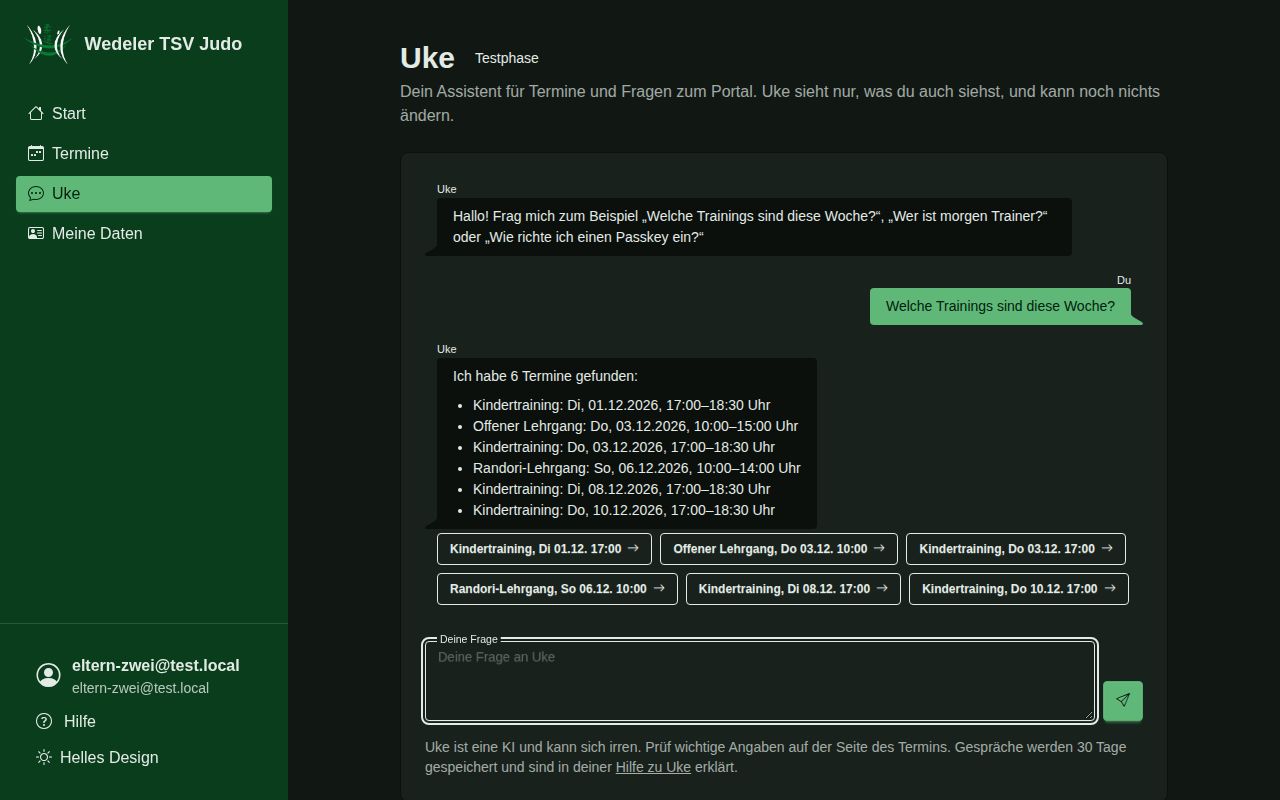 Wedeler TSV Judo
Start
Termine
Uke
Meine Daten
eltern-zwei@test.local
eltern-zwei@test.local
Hilfe
Helles Design
Uke Testphase
Dein Assistent für Termine und Fragen zum Portal. Uke sieht nur, was du auch siehst, und kann noch nichts
ändern.
Uke
Hallo! Frag mich zum Beispiel „Welche Trainings sind diese Woche?“, „Wer ist morgen Trainer?“
oder „Wie richte ich einen Passkey ein?“
Du
Welche Trainings sind diese Woche?
Uke
Ich habe 6 Termine gefunden:
• Kindertraining: Di, 01.12.2026, 17:00–18:30 Uhr
• Offener Lehrgang: Do, 03.12.2026, 10:00–15:00 Uhr
• Kindertraining: Do, 03.12.2026, 17:00–18:30 Uhr
• Randori-Lehrgang: So, 06.12.2026, 10:00–14:00 Uhr
• Kindertraining: Di, 08.12.2026, 17:00–18:30 Uhr
• Kindertraining: Do, 10.12.2026, 17:00–18:30 Uhr
Kindertraining, Di 01.12. 17:00 → Offener Lehrgang, Do 03.12. 10:00 → Kindertraining, Do 03.12. 17:00 →
Randori-Lehrgang, So 06.12. 10:00 → Kindertraining, Di 08.12. 17:00 → Kindertraining, Do 10.12. 17:00 →
Deine Frage
Deine Frage an Uke
Uke ist eine KI und kann sich irren. Prüf wichtige Angaben auf der Seite des Termins. Gespräche werden 30 Tage
gespeichert und sind in deiner Hilfe zu Uke erklärt.